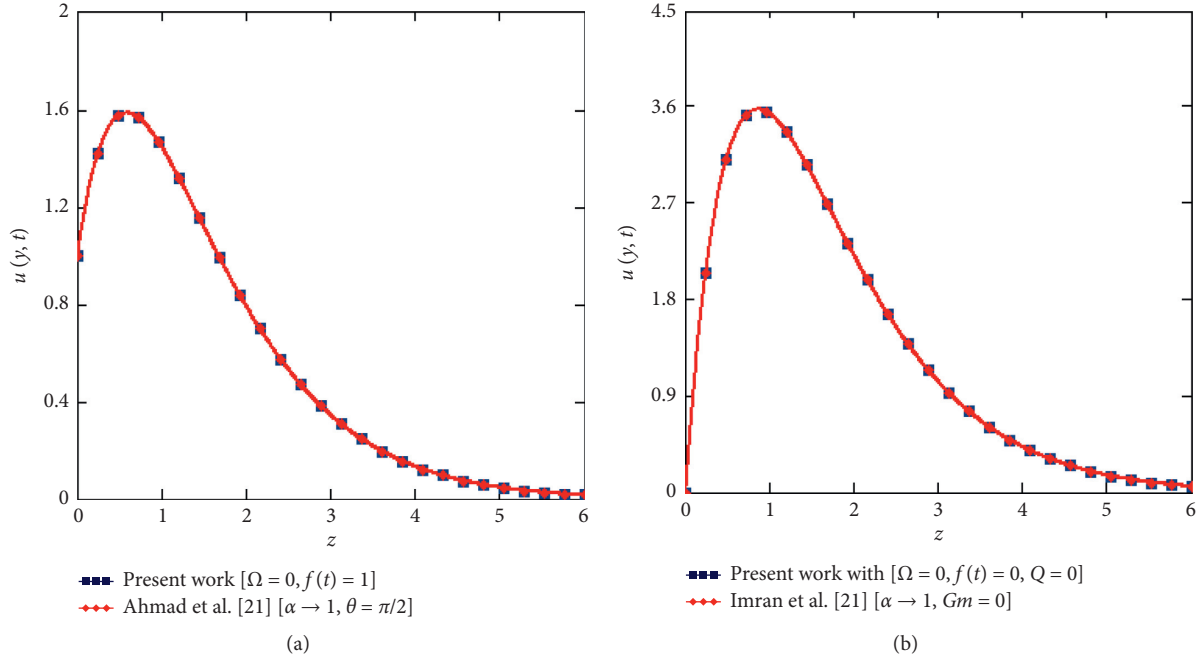 2
1.6
1.2
u (y, t)
0.8
0.4
0
0 1 2 3 4 5 6
z
Present work [Ω = 0, f(t) = 1]
Ahmad et al. [21] [α → 1, θ = π/2]
(a)
4.5
3.6
2.7
u (y, t)
1.8
0.9
0
0 1 2 3 4 5 6
z
Present work with [Ω = 0, f(t) = 0, Q = 0]
Imran et al. [21] [α → 1, Gm = 0]
(b)